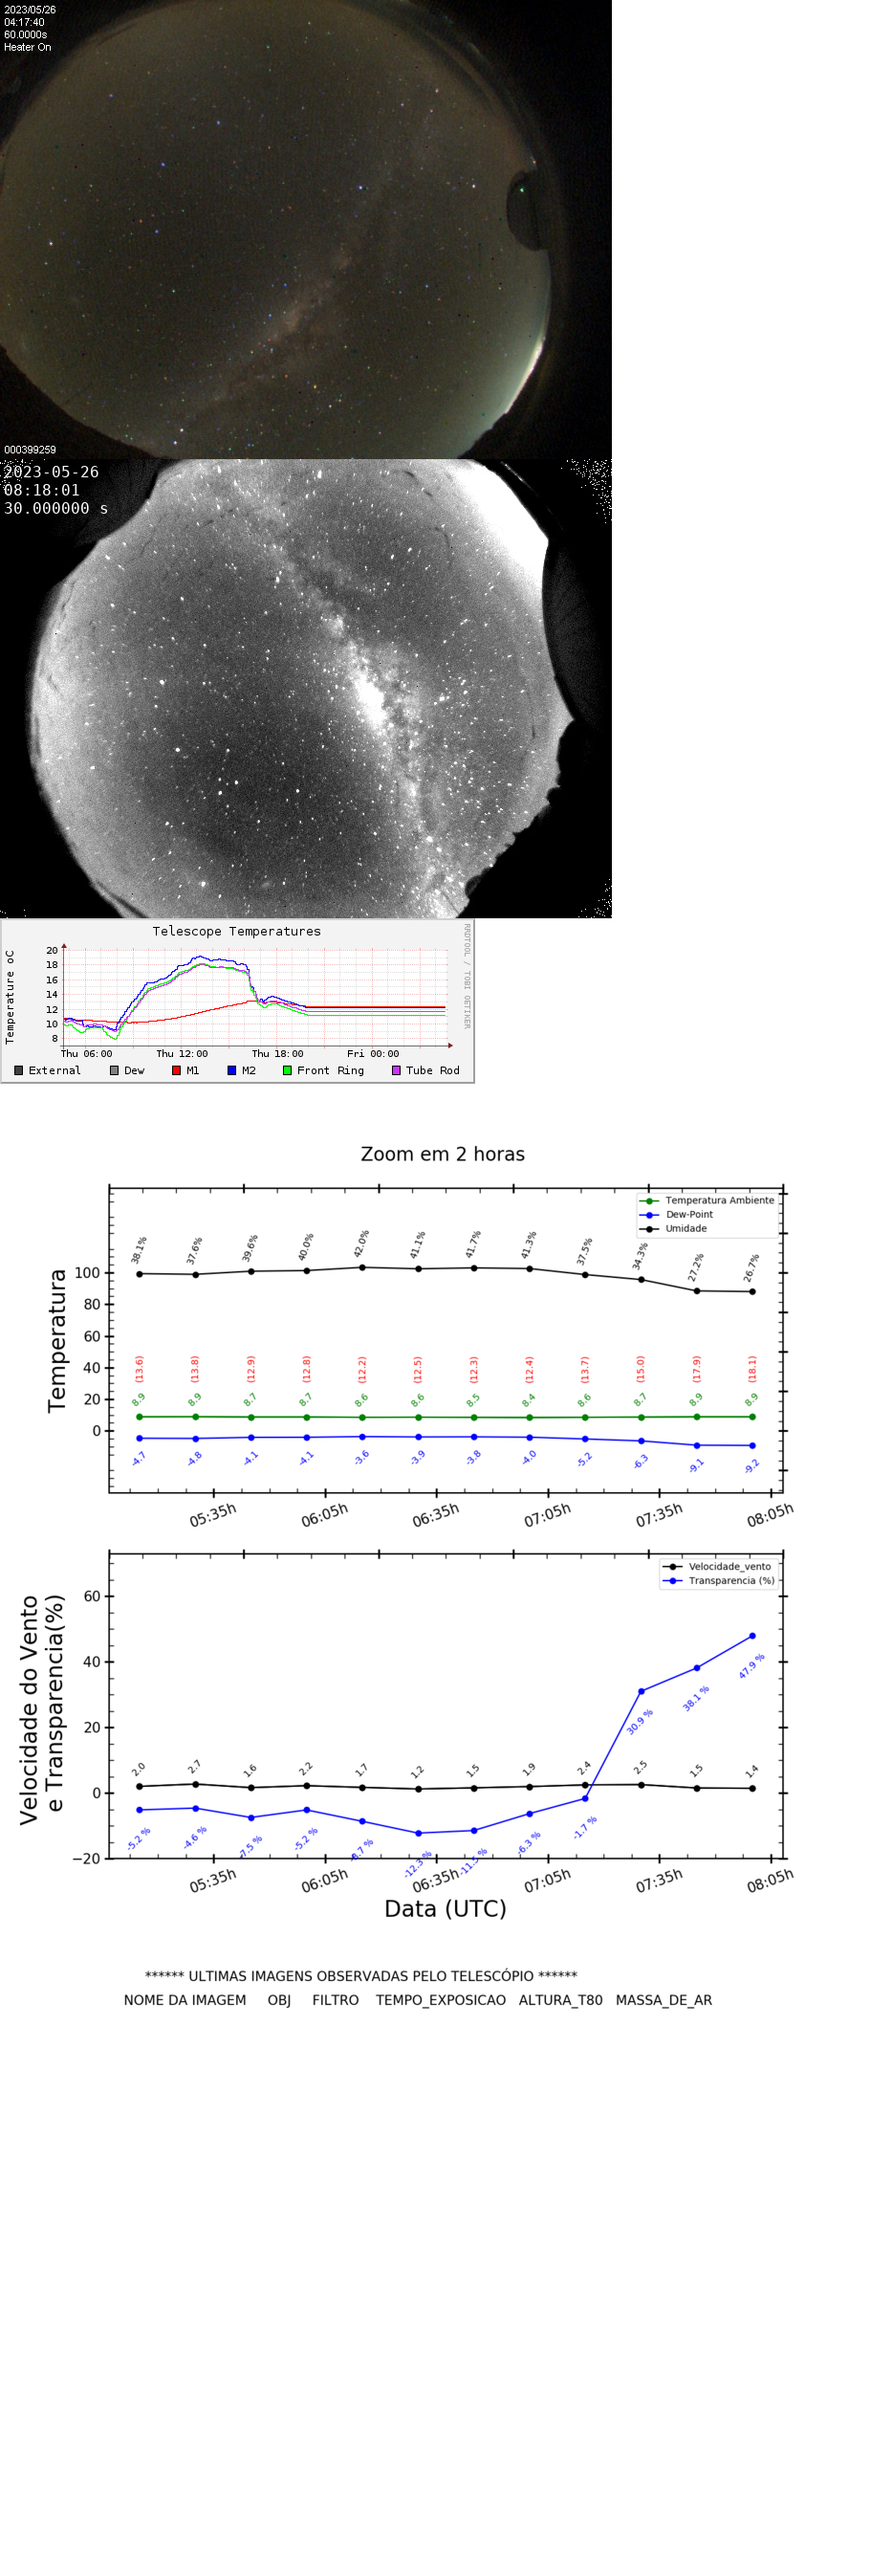 2023/05/26
04:17:40
60.0000s
Heater On
000399259
2023-05-26
08:18:01
30.000000 s
Telescope Temperatures
RRDTOOL / TOBI OETIKER
Temperature oC
20
18
16
14
12
10
8
Thu 06:00 Thu 12:00 Thu 18:00 Fri 00:00
External Dew M1 M2 Front Ring Tube Rod
Zoom em 2 horas
Temperatura Ambiente
Dew-Point
Umidade
Temperatura
100
80
60
40
20
0
38.1% 37.6% 39.6% 40.0% 42.0% 41.1% 41.7% 41.3% 37.5% 34.3% 27.2% 26.7%
(13.6) (13.8) (12.9) (12.8) (12.2) (12.5) (12.3) (12.4) (13.7) (15.0) (17.9) (18.1)
8.9 8.9 8.7 8.7 8.6 8.6 8.5 8.4 8.6 8.7 8.9 8.9
-4.7 -4.8 -4.1 -4.1 -3.6 -3.9 -3.8 -4.0 -5.2 -6.3 -9.1 -9.2
05:35h 06:05h 06:35h 07:05h 07:35h 08:05h
Velocidade_vento
Transparencia (%)
Velocidade do Vento
e Transparencia(%)
60
40
20
0
−20
2.0 2.7 1.6 2.2 1.7 1.2 1.5 1.9 2.4 2.5 1.5 1.4
-5.2 % -4.6 % -7.5 % -5.2 % -8.7 % -12.3 % -6.3 % -1.7 % 30.9 % 38.1 % 47.9 %
05:35h 06:05h 06:35h 07:05h 07:35h 08:05h
Data (UTC)
****** ULTIMAS IMAGENS OBSERVADAS PELO TELESCÓPIO ******
NOME DA IMAGEM OBJ FILTRO TEMPO_EXPOSICAO ALTURA_T80 MASSA_DE_AR